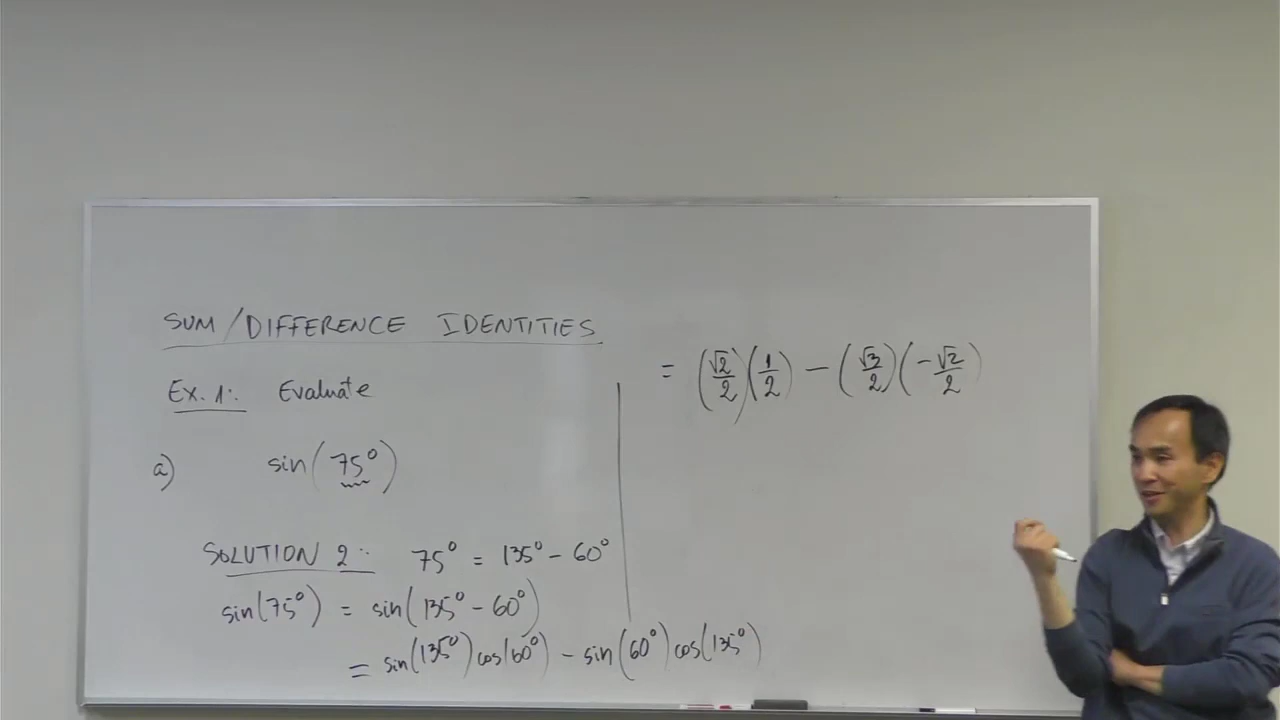 SUM/DIFFERENCE IDENTITIES
Ex. 1: Evaluate
a) sin(75°)
SOLUTION 2: 75° = 135° - 60°
sin(75°) = sin(135° - 60°)
= sin(135°)cos(60°) - sin(60°)cos(135°)
= (√2/2)(1/2) - (√3/2)(-√2/2)